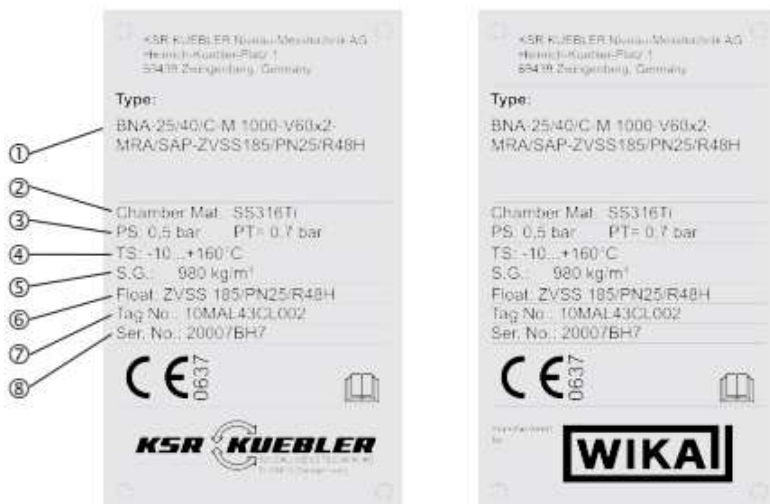 KSR KUEBLER Niveau-Messtechnik AG
Heinrich-Kuebler-Platz 1
69439 Zwingenberg, Germany
Type:
BNA-25/40/C-M 1000-V60x2-
MRA/SAP-ZVSS185/PN25/R48H
Chamber Mat.: SS316Ti
PS: 0,5 bar PT= 0.7 bar
TS: -10...+160°C
S.G.: 980 kg/m³
Float: ZVSS 185/PN25/R48H
Tag No.: 10MAL43CL002
Ser. No.: 20007BH7
CE 0637
KSR KUEBLER
①
②
③
④
⑤
⑥
⑦
⑧
KSR KUEBLER Niveau-Messtechnik AG
Heinrich-Kuebler-Platz 1
69439 Zwingenberg, Germany
Type:
BNA-25/40/C-M 1000-V60x2-
MRA/SAP-ZVSS185/PN25/R48H
Chamber Mat.: SS316Ti
PS: 0,5 bar PT= 0.7 bar
TS: -10...+160°C
S.G.: 980 kg/m³
Float: ZVSS 185/PN25/R48H
Tag No.: 10MAL43CL002
Ser. No.: 20007BH7
CE 0637
WIKA